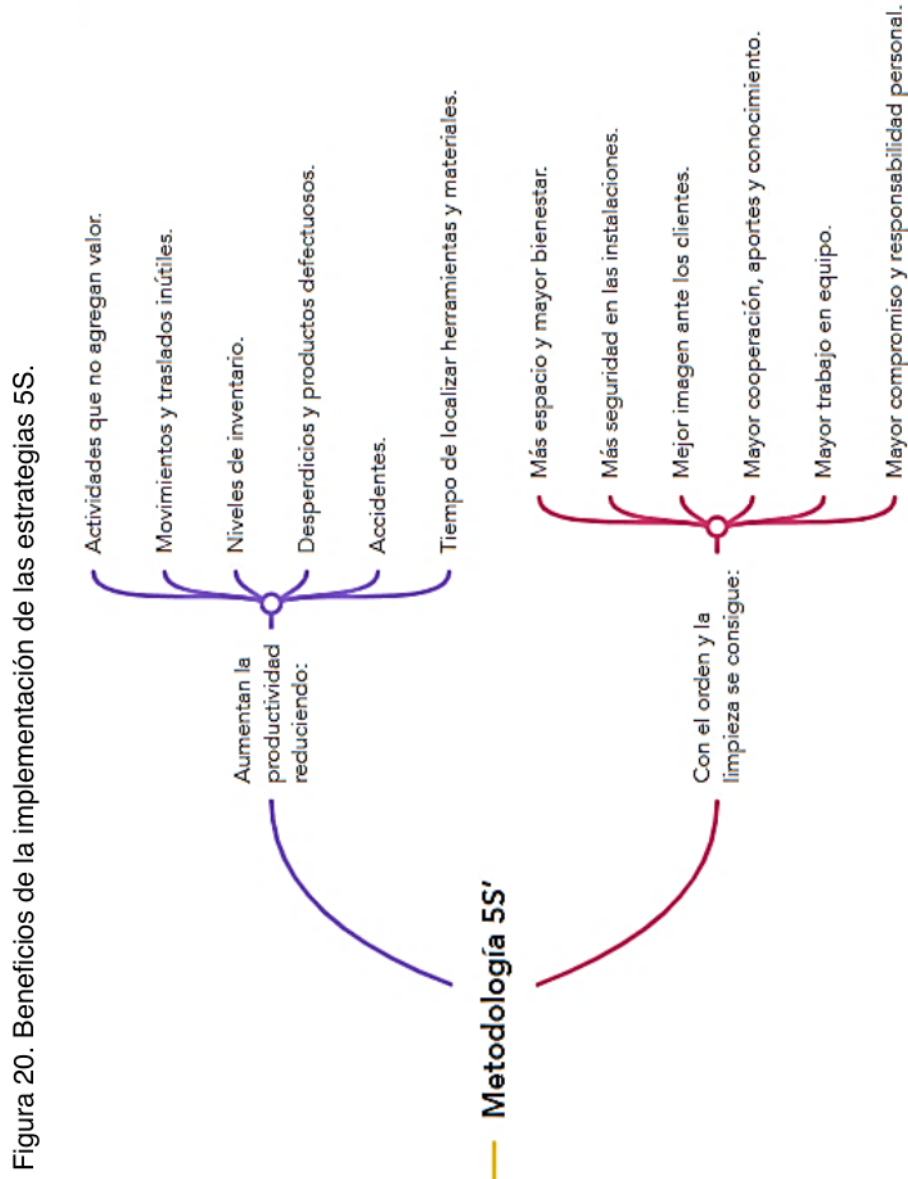 Figura 20. Beneficios de la implementación de las estrategias 5S.
Metodología 5S'
Aumentan la
productividad
reduciendo:
Actividades que no agregan valor.
Movimientos y traslados inútiles.
Niveles de inventario.
Desperdicios y productos defectuosos.
Accidentes.
Tiempo de localizar herramientas y materiales.
Con el orden y la
limpieza se consigue:
Más espacio y mayor bienestar.
Más seguridad en las instalaciones.
Mejor imagen ante los clientes.
Mayor cooperación, aportes y conocimiento.
Mayor trabajo en equipo.
Mayor compromiso y responsabilidad personal.